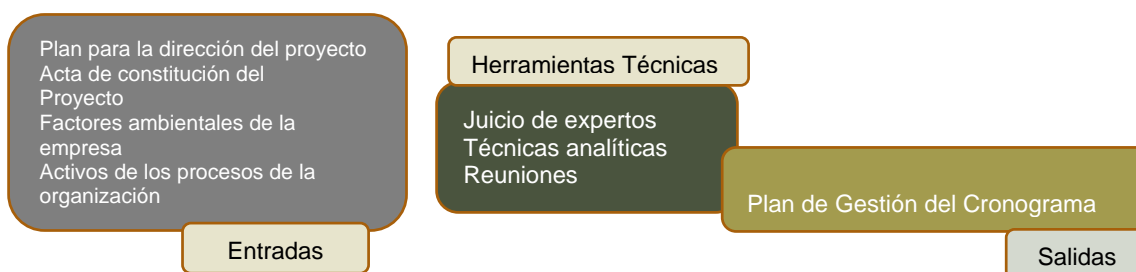 Plan para la dirección del proyecto
Acta de constitución del
Proyecto
Factores ambientales de la
empresa
Activos de los procesos de la
organización
Entradas
Herramientas Técnicas
Juicio de expertos
Técnicas analíticas
Reuniones
Plan de Gestión del Cronograma
Salidas